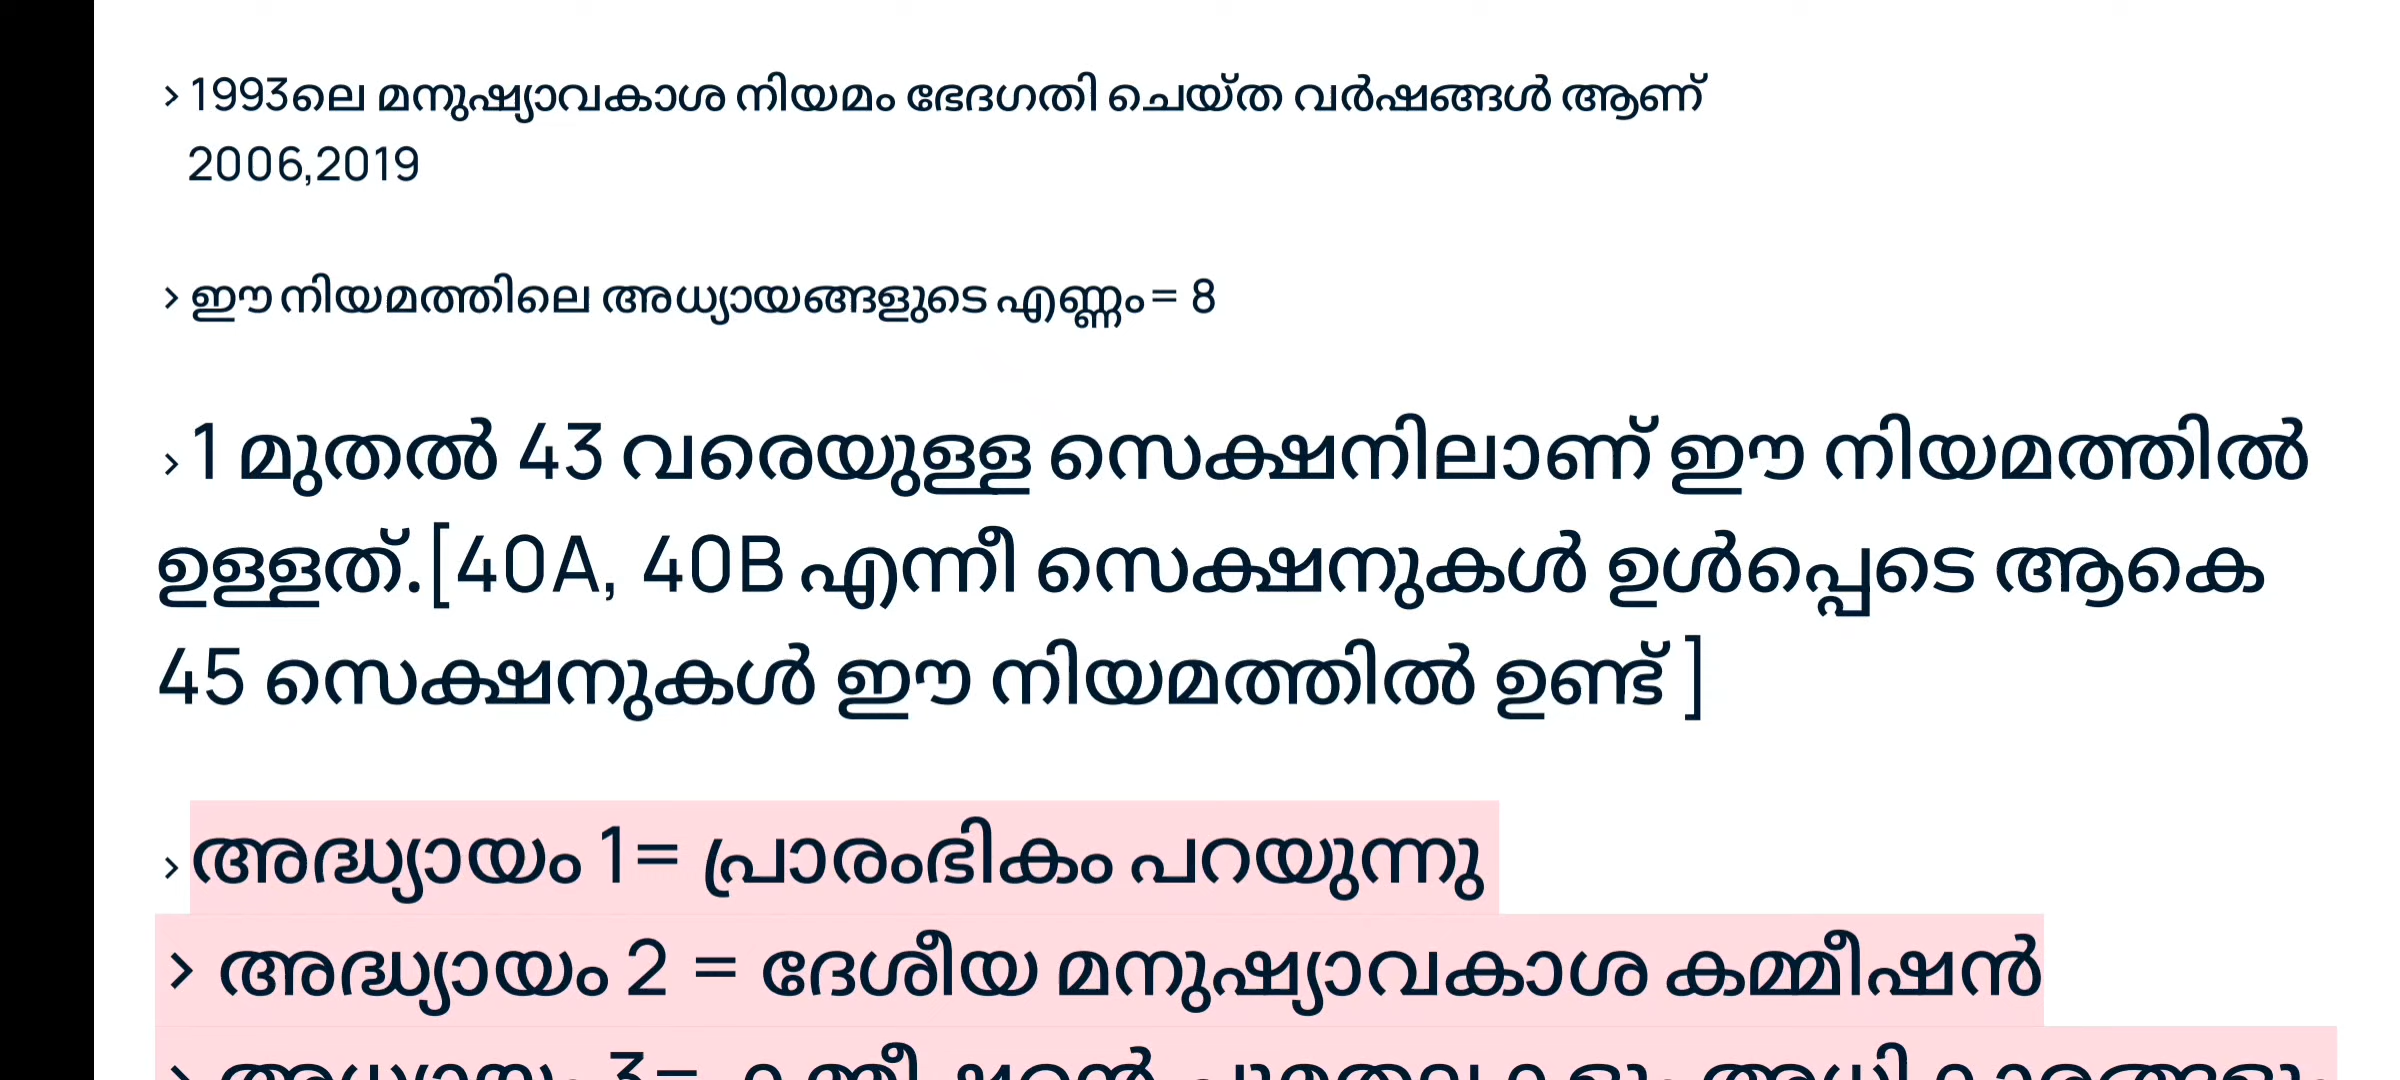 > 1993ലെ മനുഷ്യാവകാശ നിയമം ഭേദഗതി ചെയ്ത വർഷങ്ങൾ ആണ്
2006,2019
> ഈ നിയമത്തിലെ അധ്യായങ്ങളുടെ എണ്ണം= 8
> 1 മുതൽ 43 വരെയുള്ള സെക്ഷനിലാണ് ഈ നിയമത്തിൽ
ഉള്ളത്.[40A, 40B എന്നീ സെക്ഷനുകൾ ഉൾപ്പെടെ ആകെ
45 സെക്ഷനുകൾ ഈ നിയമത്തിൽ ഉണ്ട് ]
> അദ്ധ്യായം 1= പ്രാരംഭികം പറയുന്നു
> അദ്ധ്യായം 2 = ദേശീയ മനുഷ്യാവകാശ കമ്മീഷൻ
3=